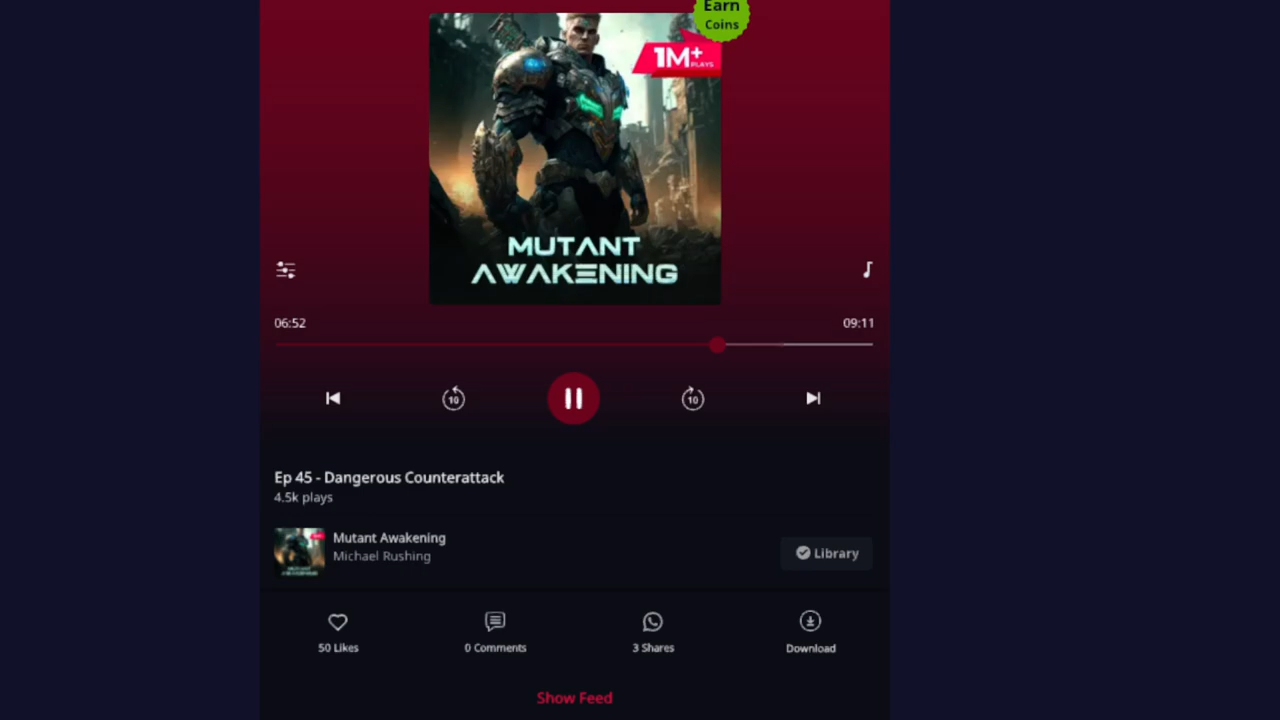 Earn
Coins
1M+
PLAYS
MUTANT
AWAKENING
06:52
09:11
10
10
Ep 45 - Dangerous Counterattack
4.5k plays
Mutant Awakening
Michael Rushing
Library
50 Likes
0 Comments
3 Shares
Download
Show Feed